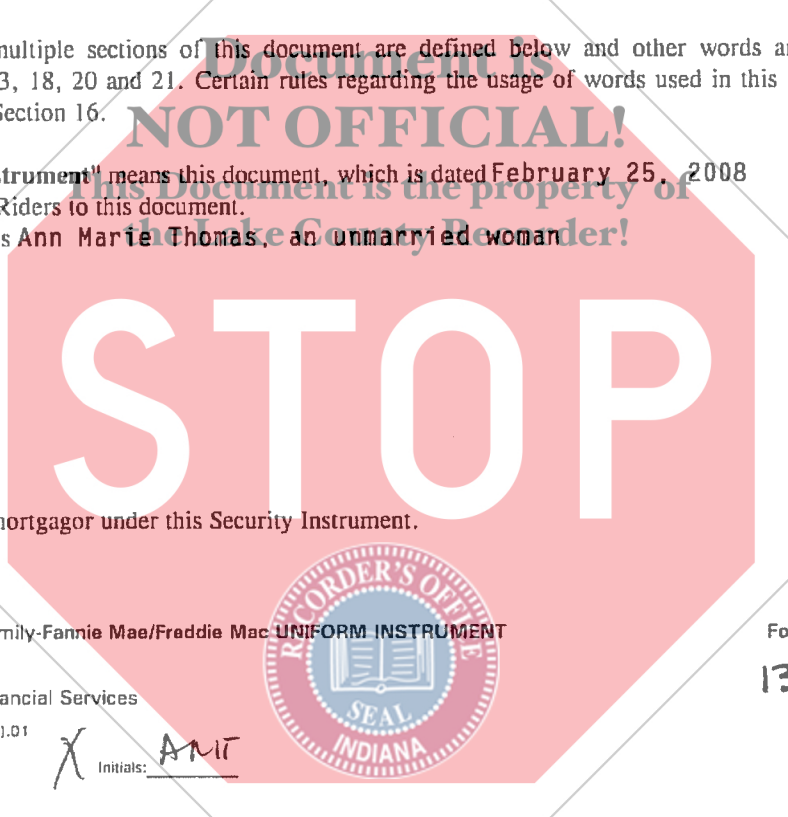 multiple sections of this document are defined below and other words a
3, 18, 20 and 21. Certain rules regarding the usage of words used in this
Section 16.
Document is
NOT OFFICIAL!
This Document is the property of
the Lake County Recorder!
trument" means this document, which is dated February 25, 2008
Riders to this document.
s Ann Marie Thomas, an unmarried woman
STOP
nortgagor under this Security Instrument.
mily-Fannie Mae/Freddie Mac UNIFORM INSTRUMENT
Fo
13
ancial Services
).01
X Initials: AMT
RECORDER'S OFFICE
SEAL
INDIANA